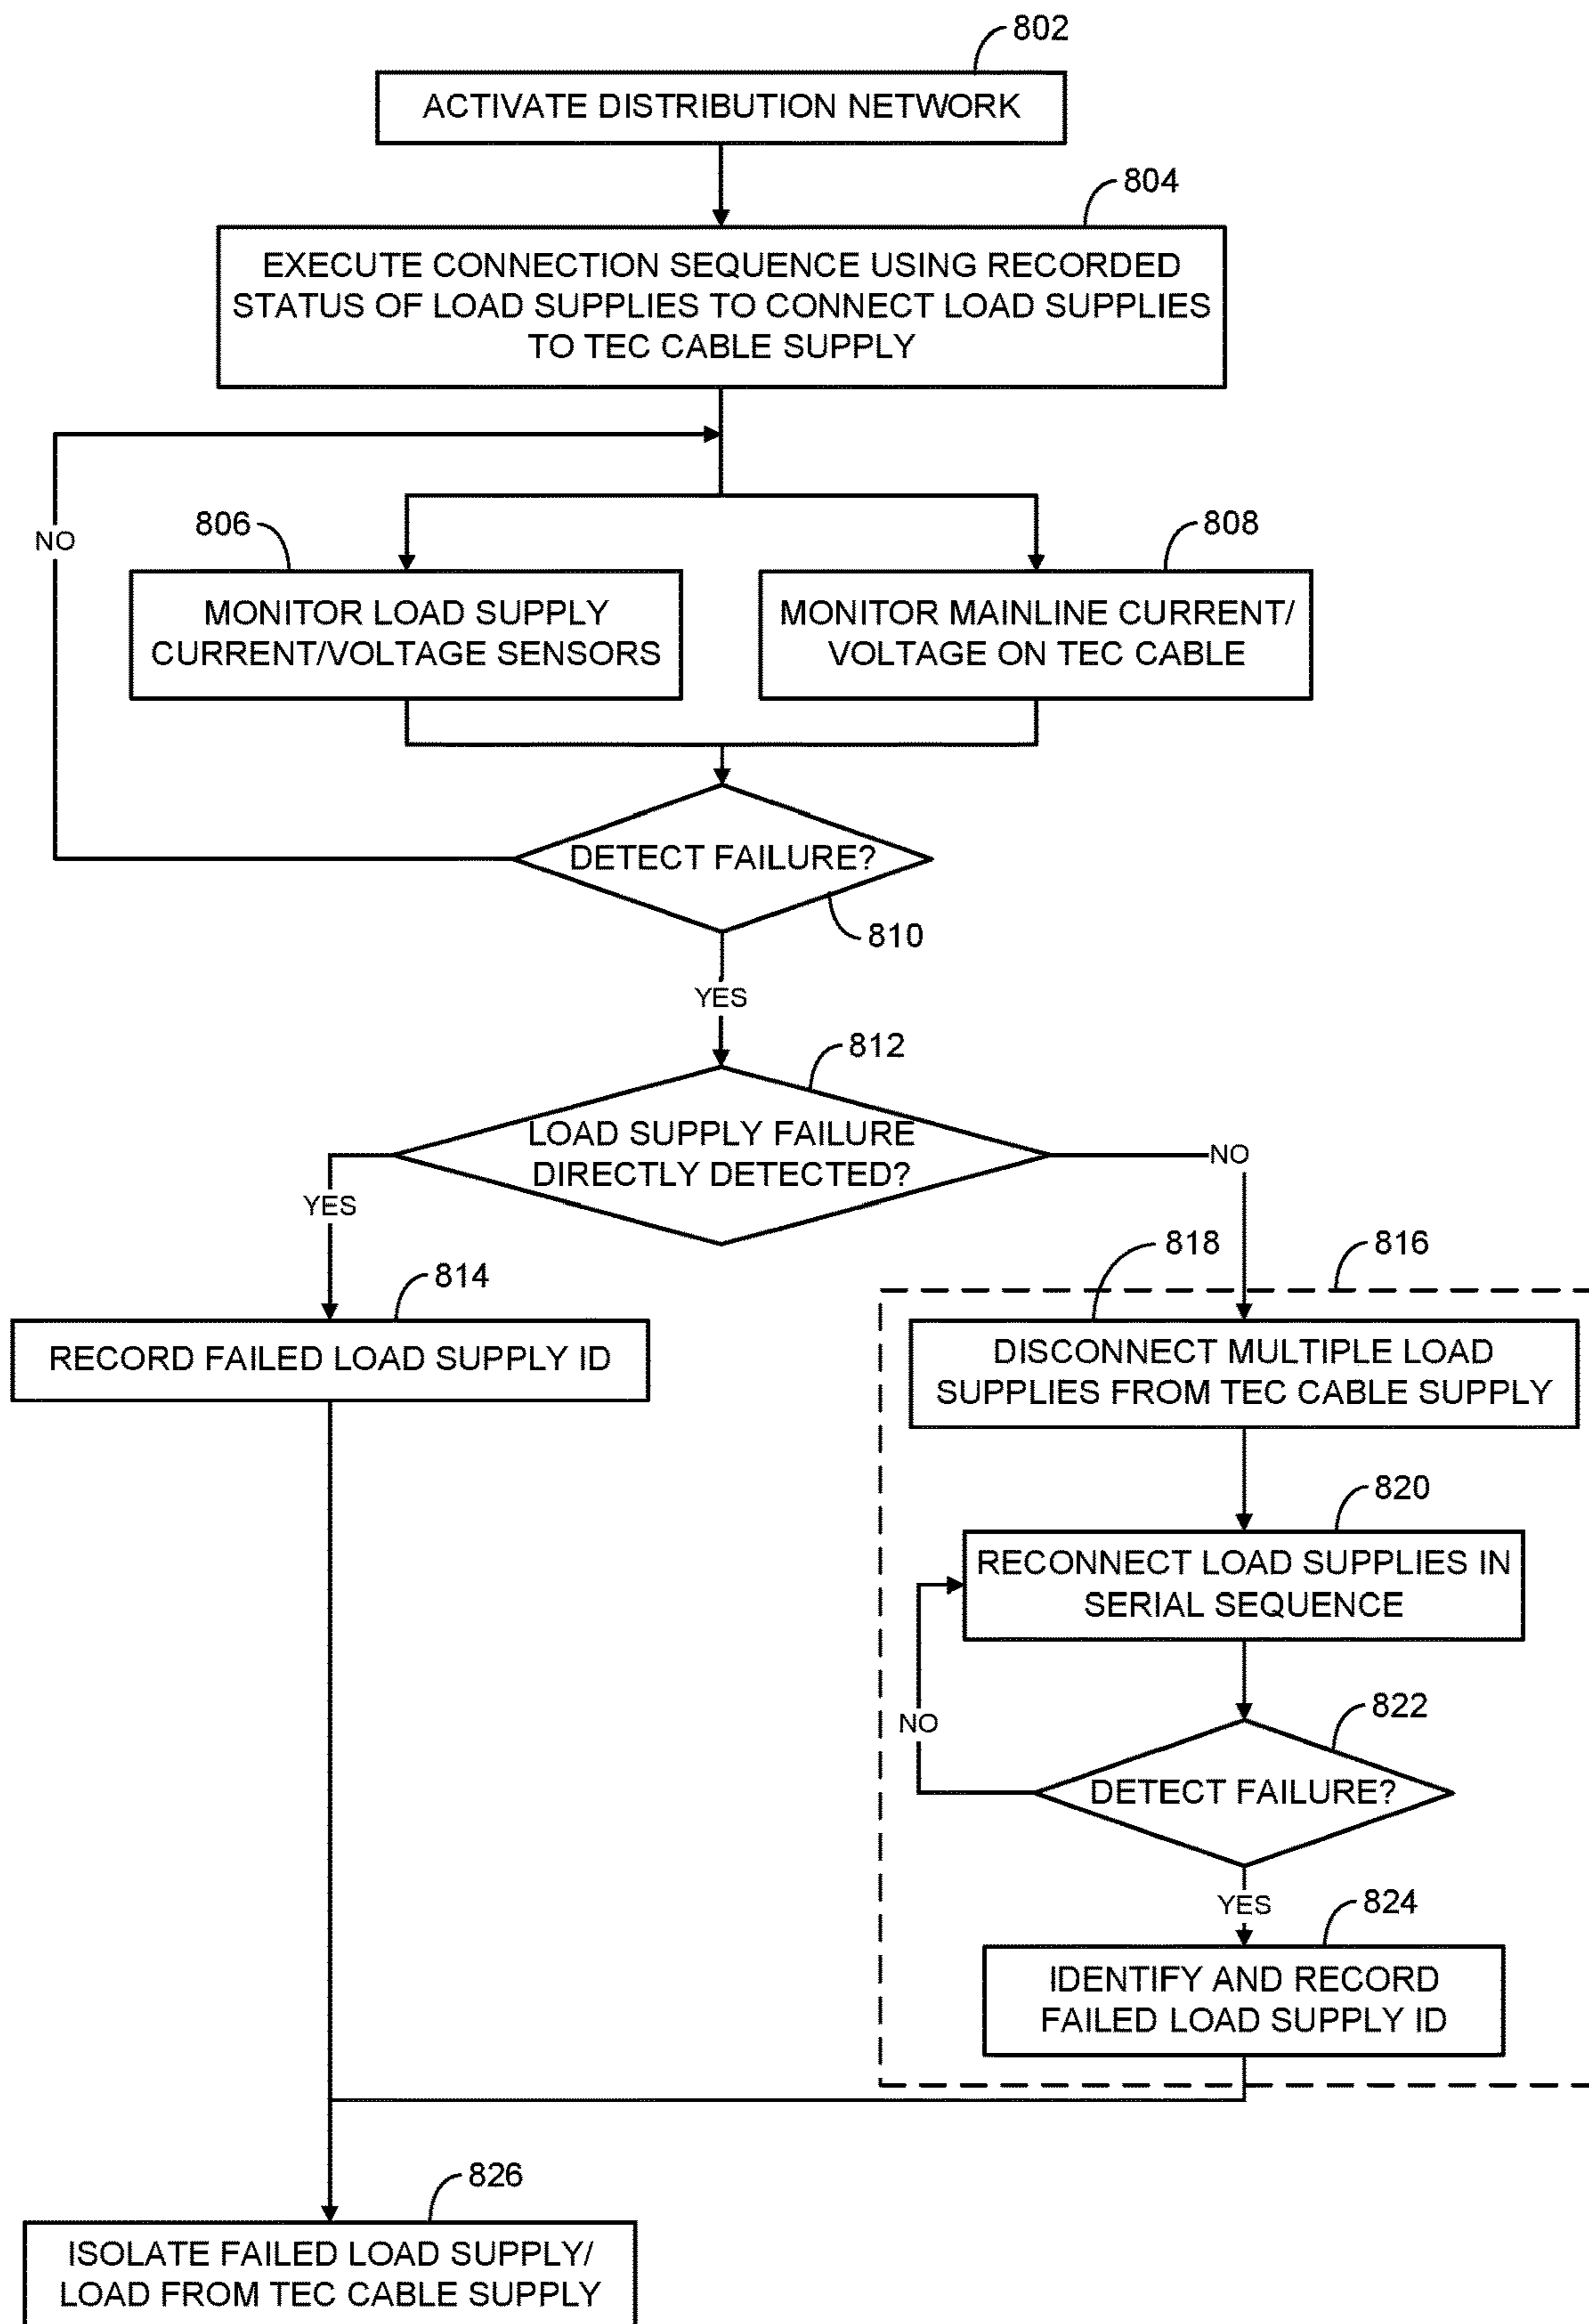 802
ACTIVATE DISTRIBUTION NETWORK
804
EXECUTE CONNECTION SEQUENCE USING RECORDED
STATUS OF LOAD SUPPLIES TO CONNECT LOAD SUPPLIES
TO TEC CABLE SUPPLY
NO
806
808
MONITOR LOAD SUPPLY
CURRENT/VOLTAGE SENSORS
MONITOR MAINLINE CURRENT/
VOLTAGE ON TEC CABLE
DETECT FAILURE?
810
YES
812
LOAD SUPPLY FAILURE
DIRECTLY DETECTED?
NO
YES
814
RECORD FAILED LOAD SUPPLY ID
818
816
DISCONNECT MULTIPLE LOAD
SUPPLIES FROM TEC CABLE SUPPLY
820
RECONNECT LOAD SUPPLIES IN
SERIAL SEQUENCE
822
NO
DETECT FAILURE?
YES
824
IDENTIFY AND RECORD
FAILED LOAD SUPPLY ID
826
ISOLATE FAILED LOAD SUPPLY/
LOAD FROM TEC CABLE SUPPLY